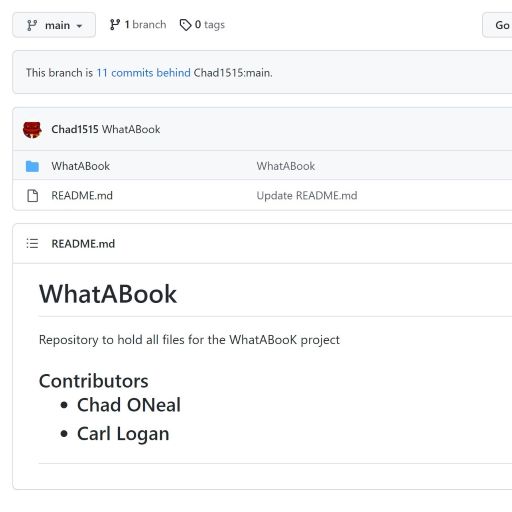 main 1 branch 0 tags Go
This branch is 11 commits behind Chad1515:main.
Chad1515 WhatABook
WhatABook WhatABook
README.md Update README.md
README.md
WhatABook
Repository to hold all files for the WhatABooK project
Contributors
Chad ONeal
Carl Logan